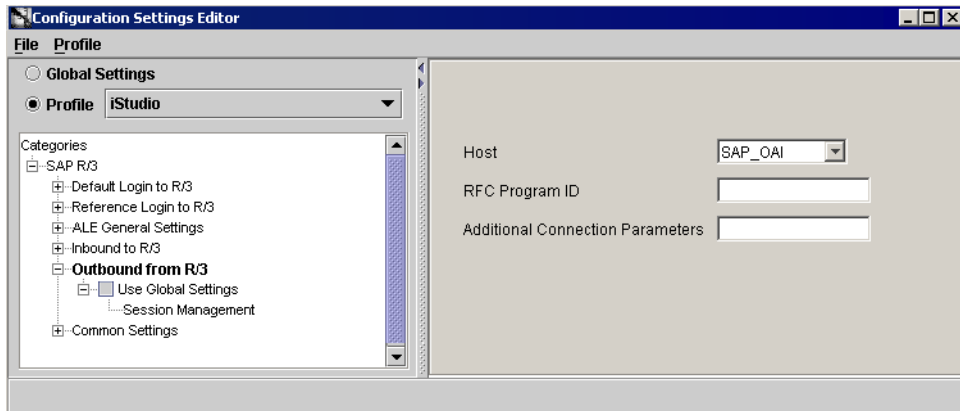 Configuration Settings Editor
File Profile
Global Settings
Profile iStudio
Categories
SAP R/3
Default Login to R/3
Reference Login to R/3
ALE General Settings
Inbound to R/3
Outbound from R/3
Use Global Settings
Session Management
Common Settings
Host SAP_OAI
RFC Program ID
Additional Connection Parameters